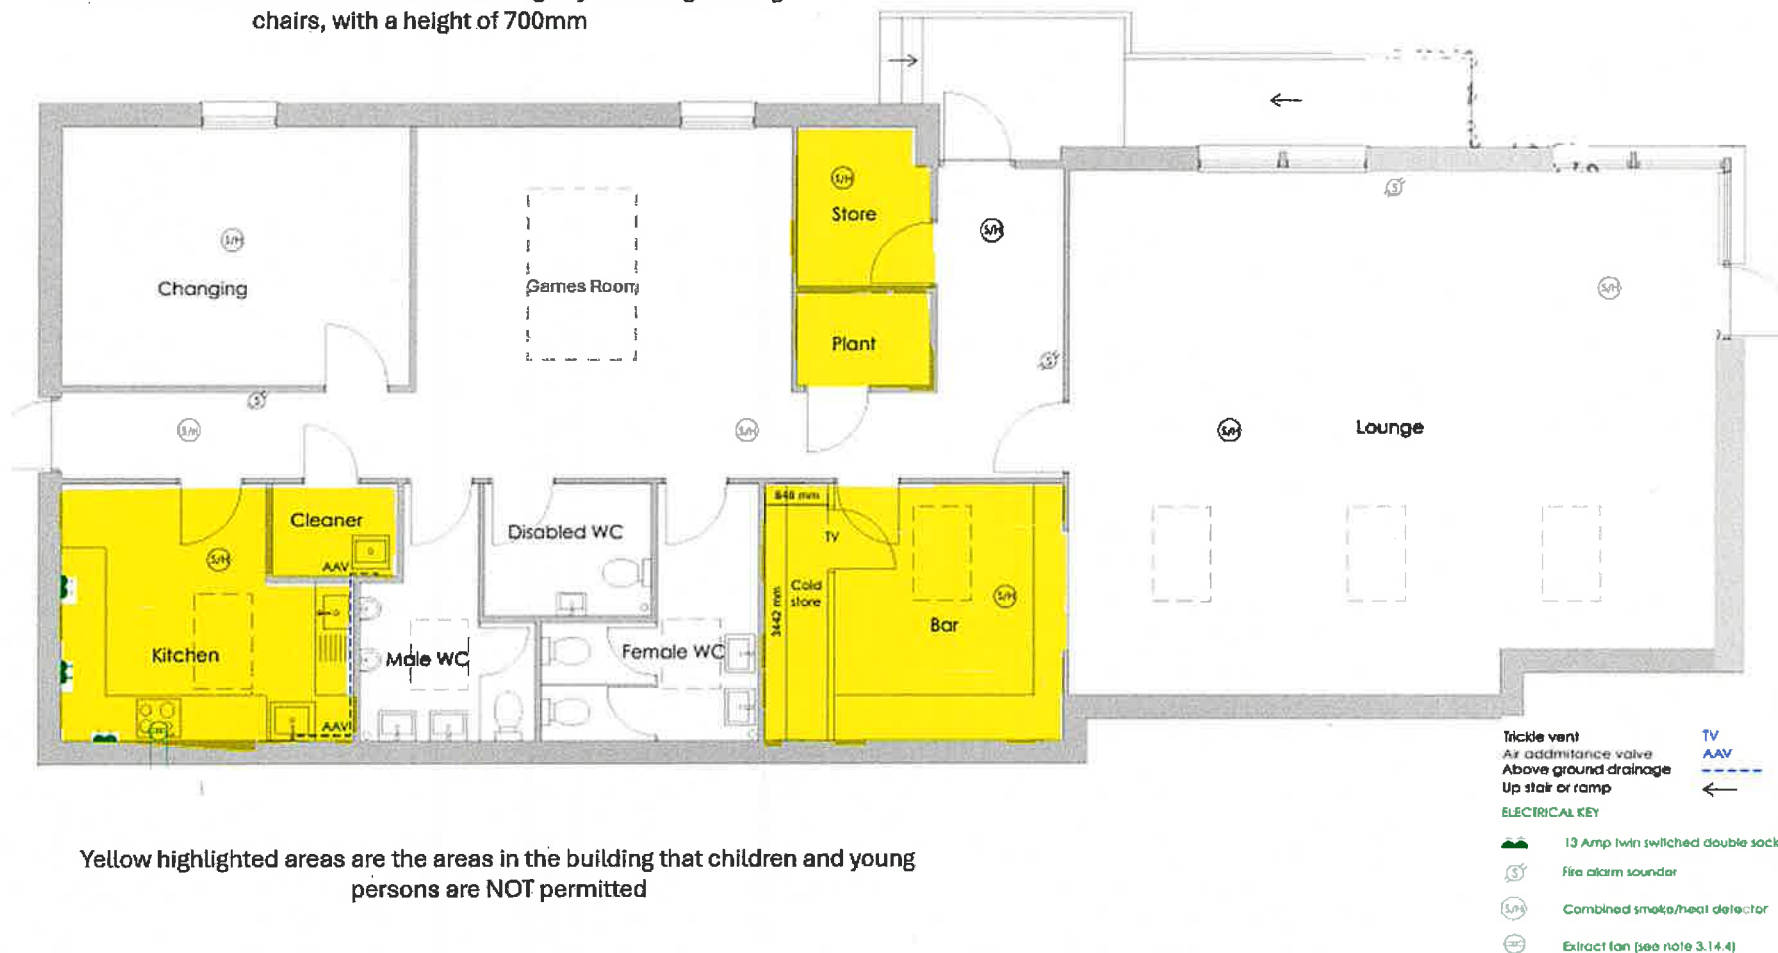 chairs, with a height of 700mm
S/H
Store
S/H
S/H
Changing
Games Room
S
S/H
Plant
S
S
S/H
S/H
S/H
Lounge
Cleaner
AAV
Disabled WC
848 mm
TV
S/H
Cold
store
3442 mm
S/H
Bar
Kitchen
Male WC
Female WC
AAV
Trickle vent TV
Air addmitance valve AAV
Above ground drainage
Up stair or ramp
ELECTRICAL KEY
13 Amp twin switched double sock
S Fire alarm sounder
S/H Combined smoke/heat detector
Extract fan (see note 3.14.4)
Yellow highlighted areas are the areas in the building that children and young
persons are NOT permitted